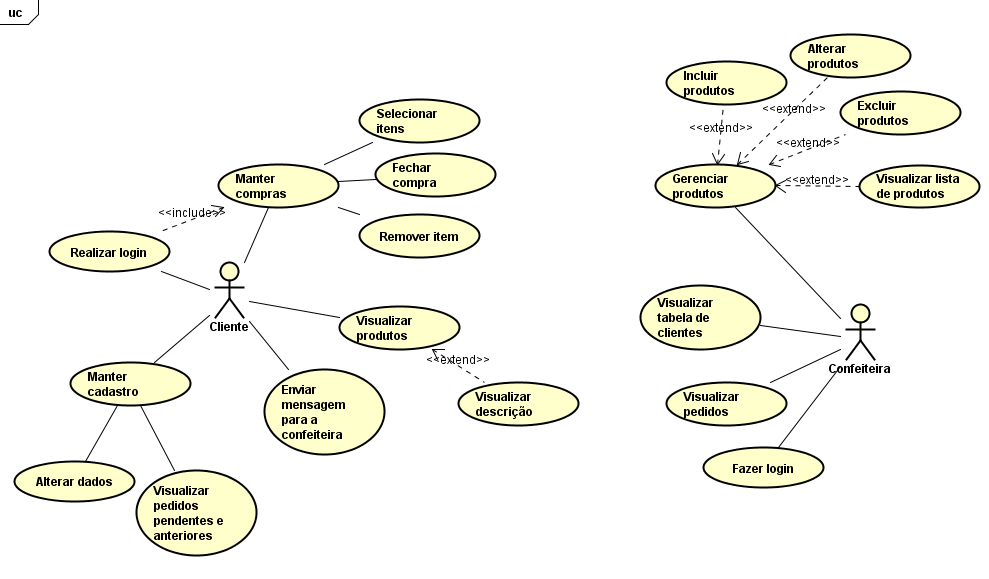 uc
Selecionar
itens
Manter
compras
Fechar
compra
<<include>>
Remover item
Realizar login
Cliente
Visualizar
produtos
<<extend>>
Visualizar
descrição
Manter
cadastro
Enviar
mensagem
para a
confeiteira
Alterar dados
Visualizar
pedidos
pendentes e
anteriores
Alterar
produtos
Incluir
produtos
<<extend>>
<<extend>>
Excluir
produtos
<<extend>>
Gerenciar
produtos
<<extend>>
Visualizar lista
de produtos
Visualizar
tabela de
clientes
Confeiteira
Visualizar
pedidos
Fazer login